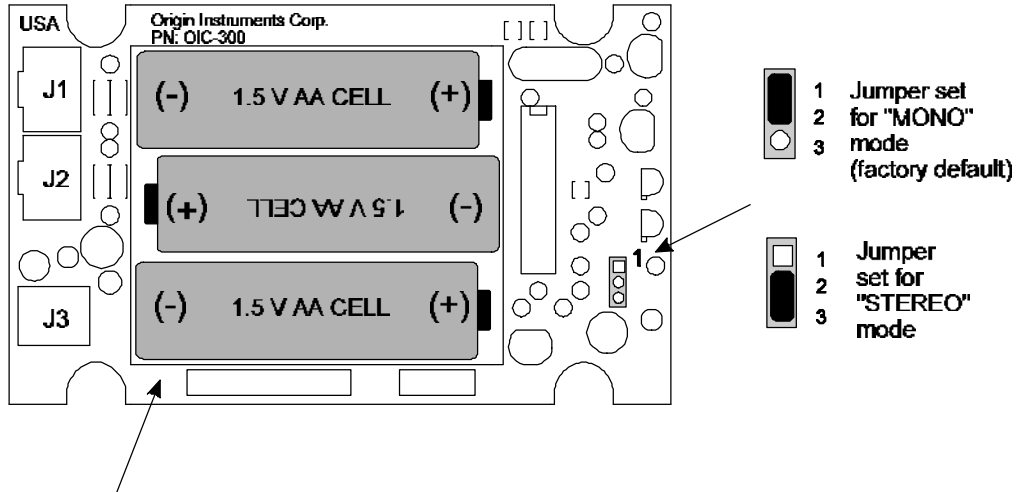 USA
Origin Instruments Corp.
PN: OIC-300
J1
(-) 1.5 V AA CELL (+)
J2
(+) 1.5 V AA CELL (-)
J3
(-) 1.5 V AA CELL (+)
1
1
2
3
Jumper set
for "MONO"
mode
(factory default)
1
2
3
Jumper
set for
"STEREO"
mode